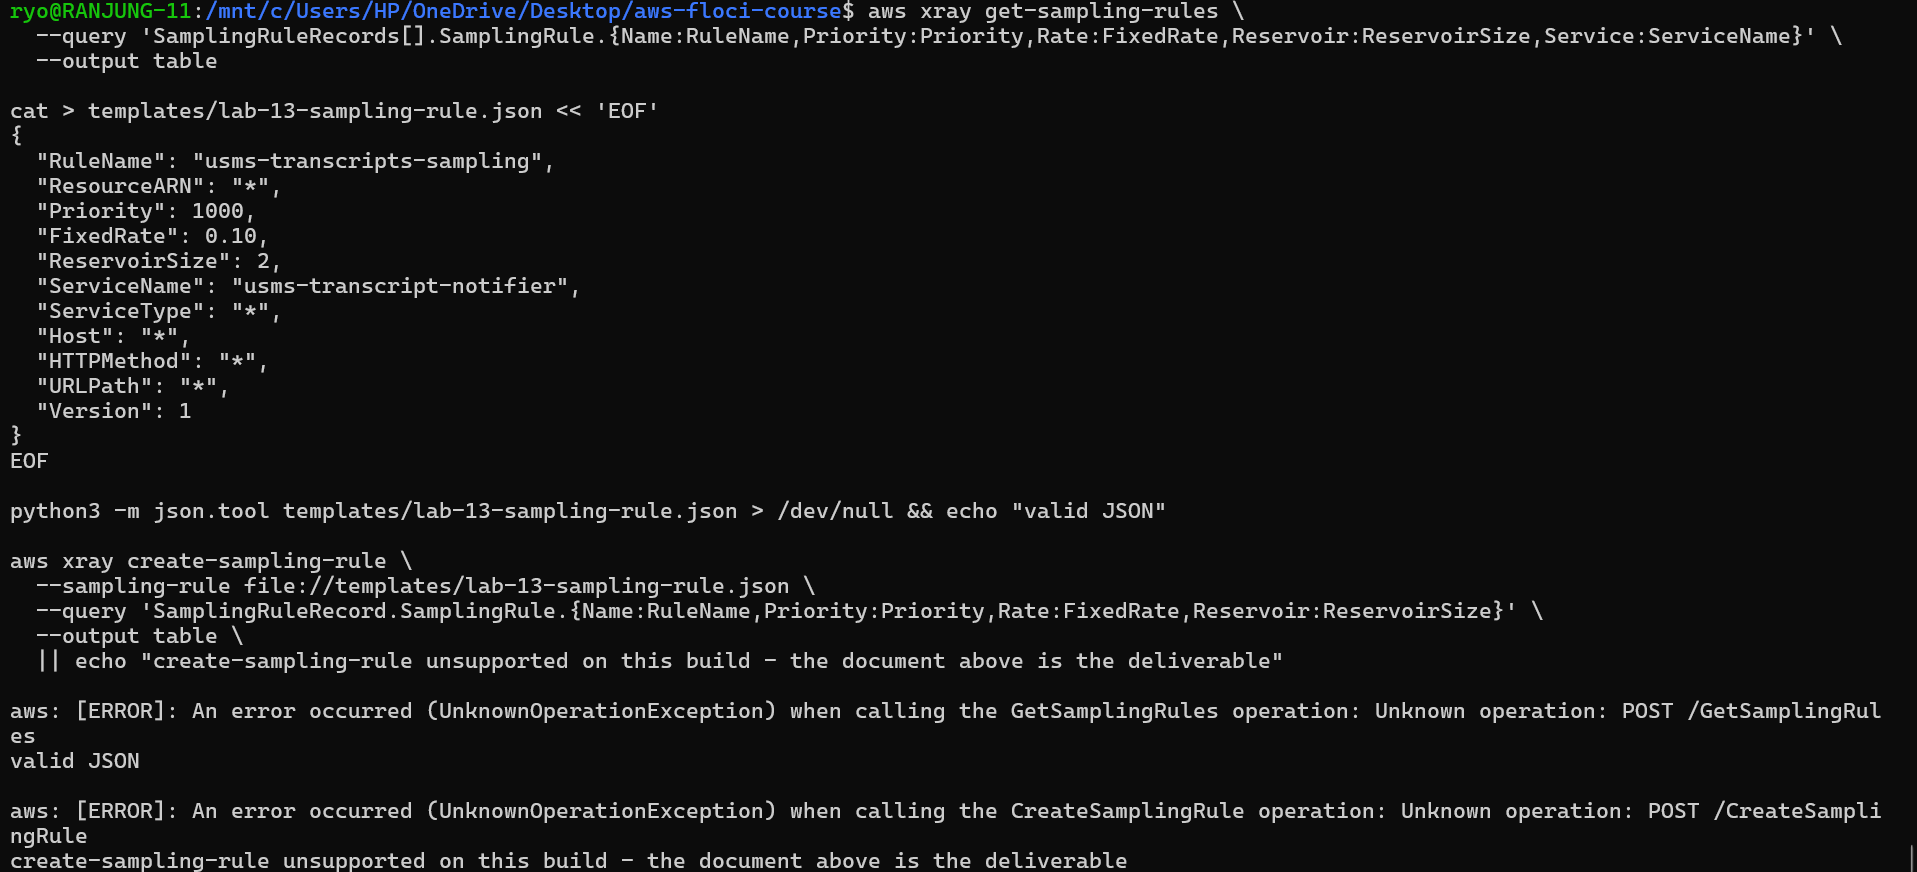 ryo@RANJUNG-11:/mnt/c/Users/HP/OneDrive/Desktop/aws-floci-course$ aws xray get-sampling-rules \
  --query 'SamplingRuleRecords[].SamplingRule.{Name:RuleName,Priority:Priority,Rate:FixedRate,Reservoir:ReservoirSize,Service:ServiceName}' \
  --output table

cat > templates/lab-13-sampling-rule.json << 'EOF'
{
  "RuleName": "usms-transcripts-sampling",
  "ResourceARN": "*",
  "Priority": 1000,
  "FixedRate": 0.10,
  "ReservoirSize": 2,
  "ServiceName": "usms-transcript-notifier",
  "ServiceType": "*",
  "Host": "*",
  "HTTPMethod": "*",
  "URLPath": "*",
  "Version": 1
}
EOF

python3 -m json.tool templates/lab-13-sampling-rule.json > /dev/null && echo "valid JSON"

aws xray create-sampling-rule \
  --sampling-rule file://templates/lab-13-sampling-rule.json \
  --query 'SamplingRuleRecord.SamplingRule.{Name:RuleName,Priority:Priority,Rate:FixedRate,Reservoir:ReservoirSize}' \
  --output table \
  || echo "create-sampling-rule unsupported on this build - the document above is the deliverable"

aws: [ERROR]: An error occurred (UnknownOperationException) when calling the GetSamplingRules operation: Unknown operation: POST /GetSamplingRul
es
valid JSON

aws: [ERROR]: An error occurred (UnknownOperationException) when calling the CreateSamplingRule operation: Unknown operation: POST /CreateSampli
ngRule
create-sampling-rule unsupported on this build - the document above is the deliverable